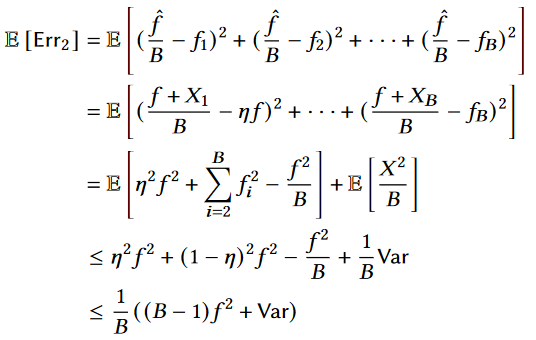 𝔼 [Err₂] = 𝔼 [(f̂/B − f₁)² + (f̂/B − f₂)² + · · · + (f̂/B − f_B)²]
= 𝔼 [((f + X₁)/B − ηf)² + · · · + ((f + X_B)/B − f_B)²]
= 𝔼 [η²f² + ∑_{i=2}^{B} f_i² − f²/B] + 𝔼 [X²/B]
≤ η²f² + (1 − η)²f² − f²/B + (1/B)Var
≤ (1/B)((B − 1)f² + Var)